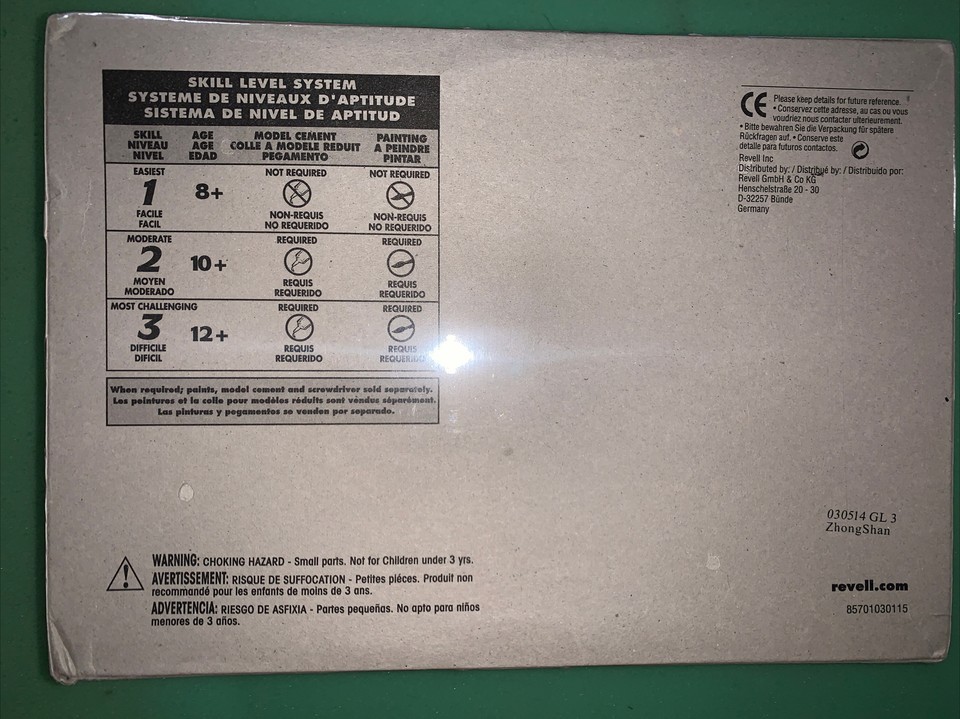 SKILL LEVEL SYSTEM
SYSTEME DE NIVEAUX D'APTITUDE
SISTEMA DE NIVEL DE APTITUD
SKILL NIVEAU NIVEL
AGE AGE EDAD
MODEL CEMENT COLLE A MODELE REDUIT PEGAMENTO
PAINTING A PEINDRE PINTAR
EASIEST
1
FACILE
FACIL
8+
NOT REQUIRED
NON-REQUIS
NO REQUERIDO
NOT REQUIRED
NON-REQUIS
NO REQUERIDO
MODERATE
2
MOYEN
MODERADO
10+
REQUIRED
REQUIS
REQUERIDO
REQUIRED
REQUIS
REQUERIDO
MOST CHALLENGING
3
DIFFICILE
DIFICIL
12+
REQUIRED
REQUIS
REQUERIDO
REQUIRED
REQUIS
REQUERIDO
When required; paints, model cement and screwdriver sold separately.
Les peintures et la colle pour modèles réduits sont vendus séparément.
Las pinturas y pegamentos se venden por separado.
CE
Please keep details for future reference.
• Conservez cette adresse, au cas ou vous
voudriez nous contacter ulterieurement.
• Bitte bewahren Sie die Verpackung für spätere
Rückfragen auf. • Conserve este
detalle para futuros contactos.
Revell Inc
Distributed by: / Distribué by: / Distribuido por:
Revell GmbH & Co KG
Henschelstraße 20 - 30
D-32257 Bünde
Germany
030514 GL 3
ZhongShan
WARNING: CHOKING HAZARD - Small parts. Not for Children under 3 yrs.
AVERTISSEMENT: RISQUE DE SUFFOCATION - Petites piéces. Produit non
recommandé pour les enfants de moins de 3 ans.
ADVERTENCIA: RIESGO DE ASFIXIA - Partes pequeñas. No apto para niños
menores de 3 años.
revell.com
85701030115